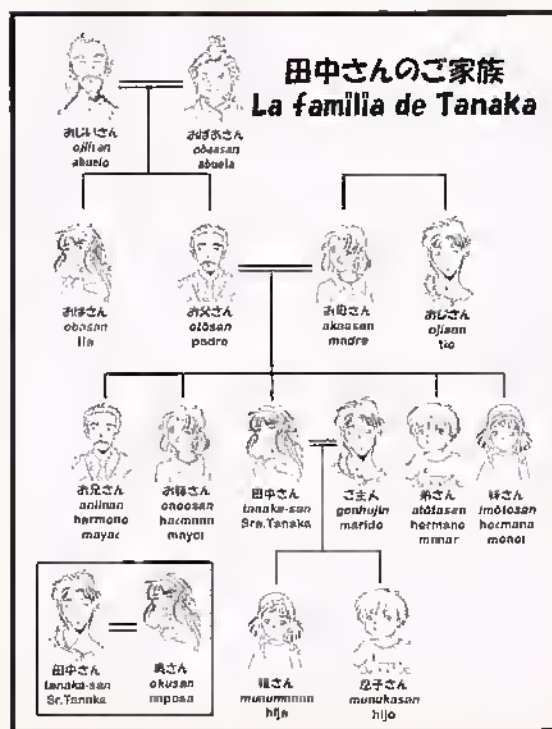 田中さんのご家族
La familia de Tanaka
おじいさん
ojiisan
abuelo
おばあさん
obaasan
abuela
おばさん
obasan
tía
お父さん
otōsan
padre
お母さん
okaasan
madre
おじさん
ojisan
tío
お兄さん
oniisan
hermano
mayor
お姉さん
oneesan
hermana
mayor
田中さん
tanaka-san
Sra.Tanaka
ご主人
goshujin
marido
弟さん
otōtosan
hermano
menor
妹さん
imōtosan
hermana
menor
田中さん
tanaka-san
Sr.Tanaka
奥さん
okusan
esposa
娘さん
musumesan
hija
息子さん
musukosan
hijo